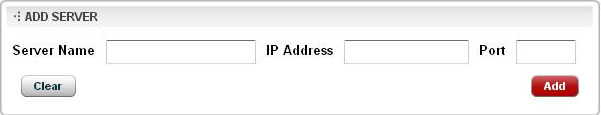 ADD SERVER
Server Name IP Address Port
Clear Add